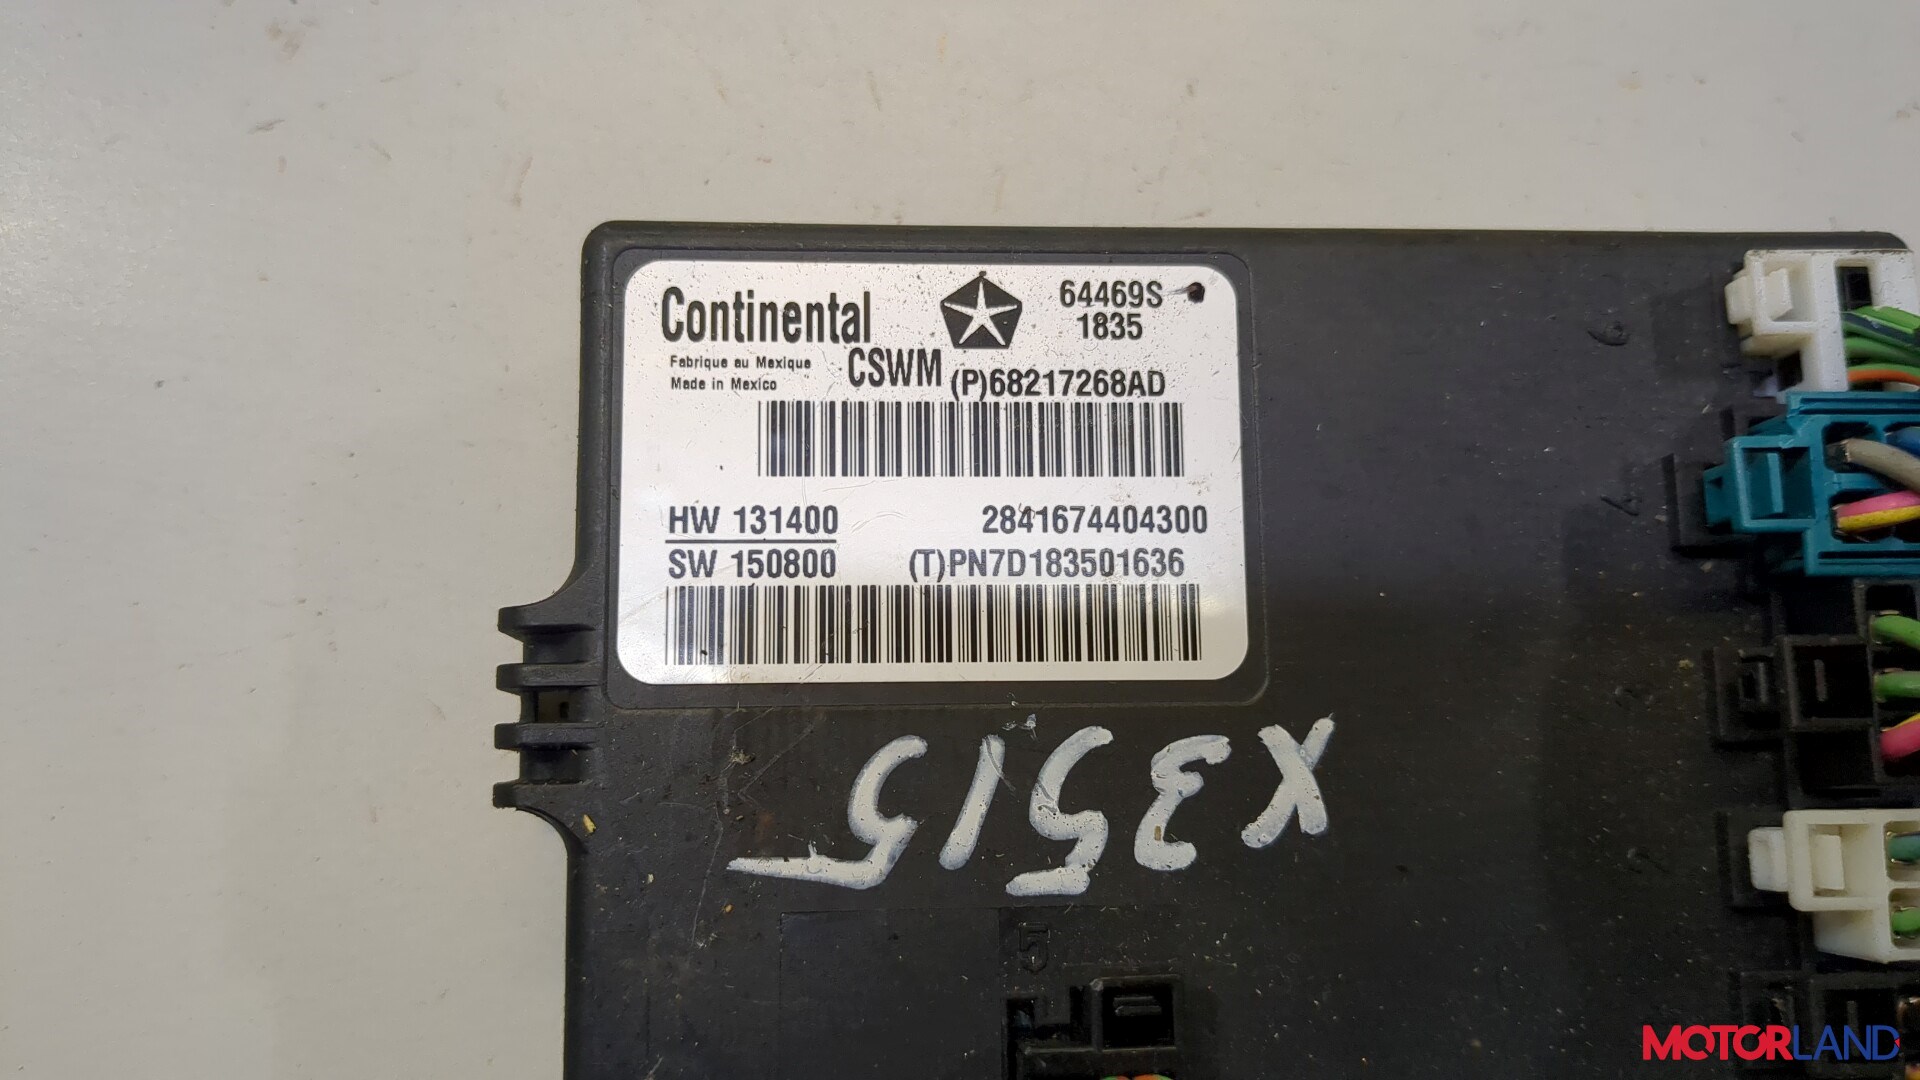 Continental
64469S
1835
Fabrique au Mexique
Made in Mexico
CSWM
(P)68217268AD
HW 131400
2841674404300
SW 150800
(T)PN7D183501636
X3515
5
MOTORLAND